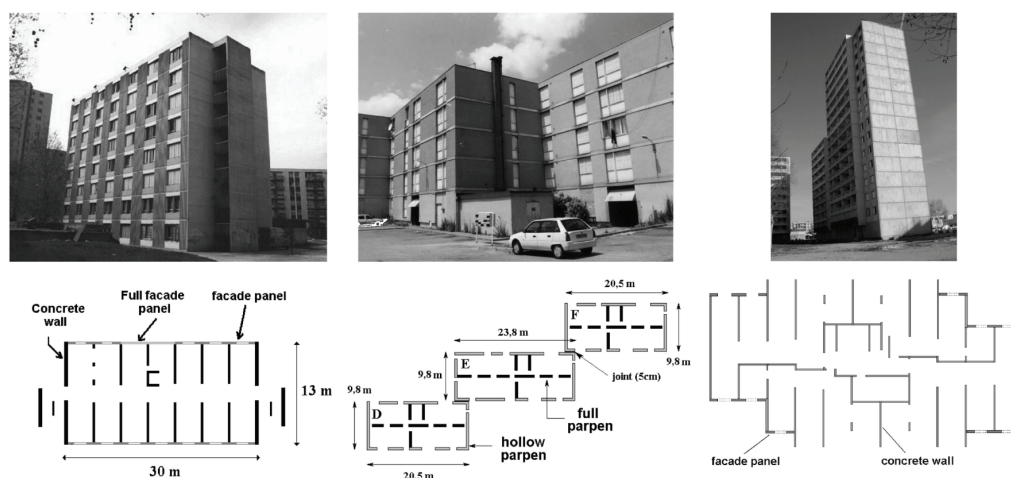 Concrete
wall
Full facade
panel
facade panel
13 m
30 m
20,5 m
F
9,8 m
23,8 m
joint (5cm)
9,8 m
E
full
parpen
9,8 m
D
hollow
parpen
20,5 m
facade panel
concrete wall